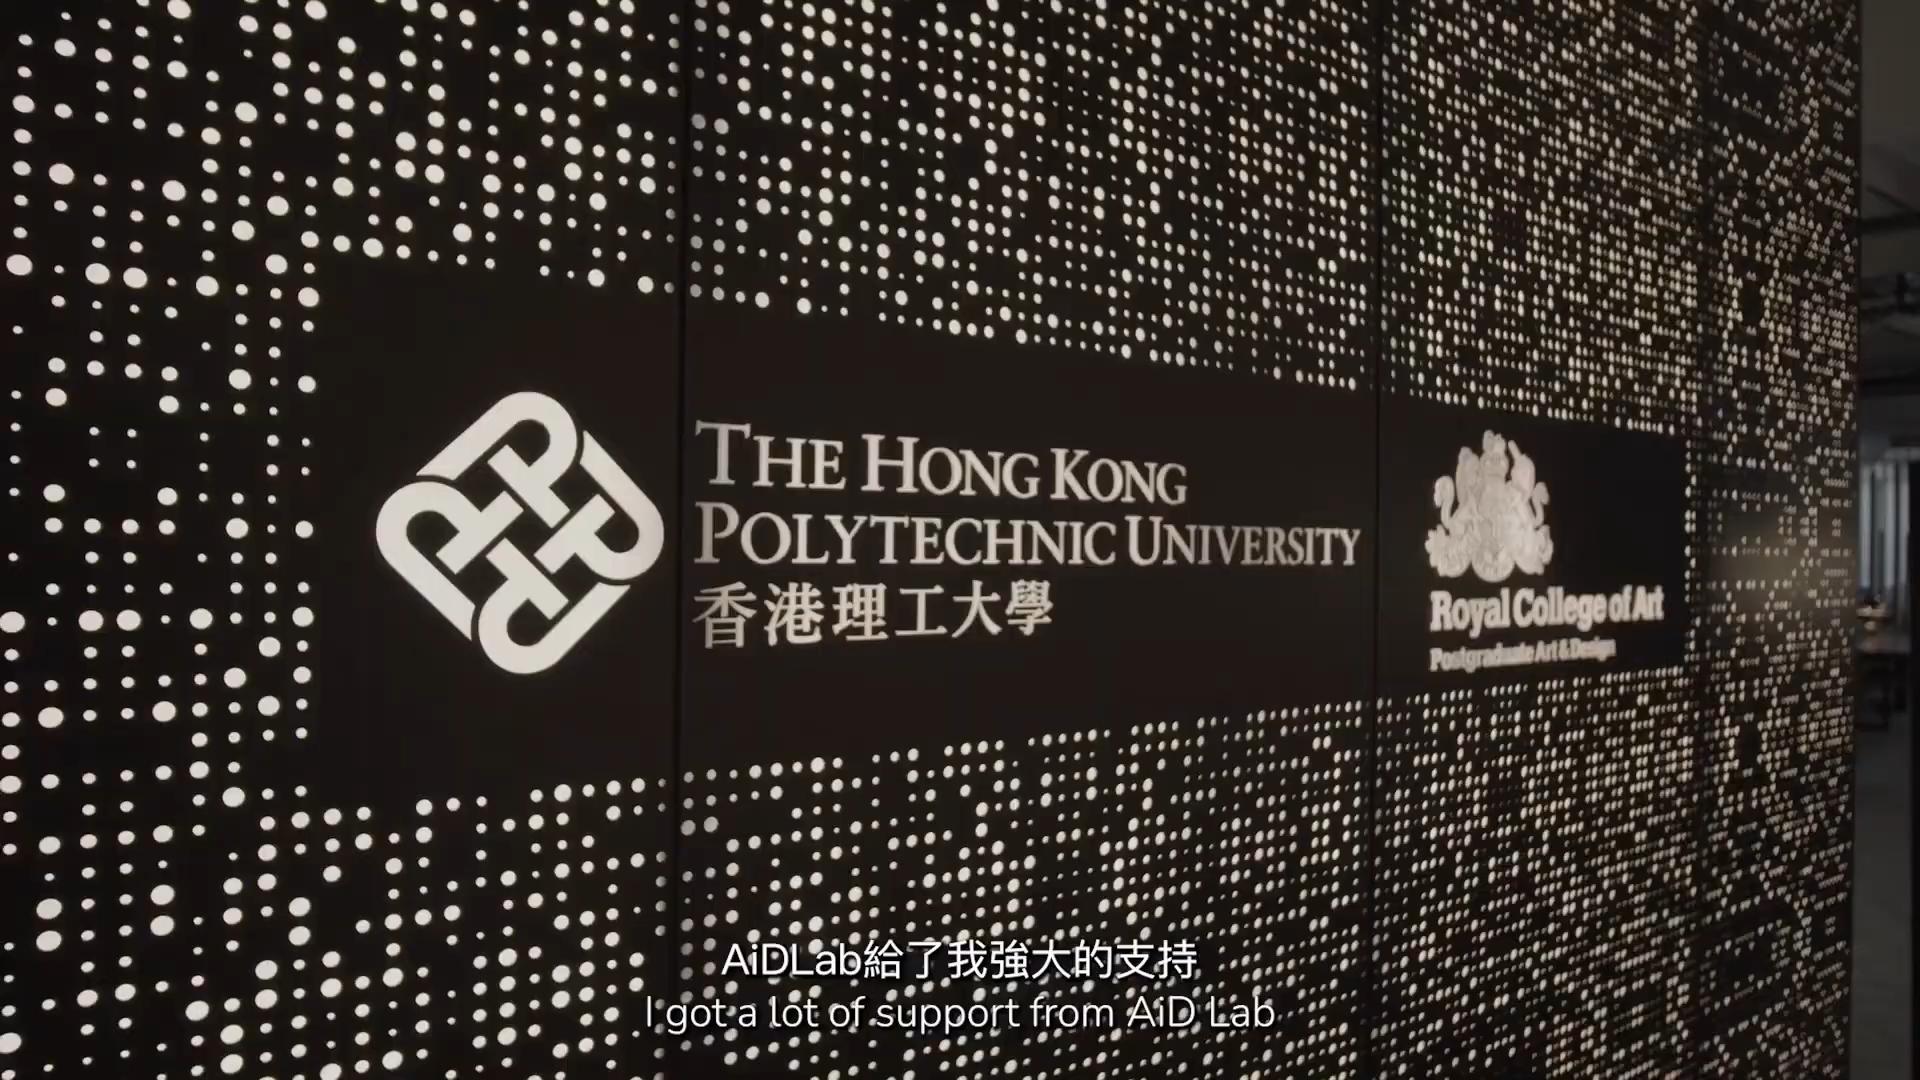 THE HONG KONG
POLYTECHNIC UNIVERSITY
香港理工大學
Royal College of Art
Postgraduate Art & Design
AiDLab給了我強大的支持
I got a lot of support from AiD Lab